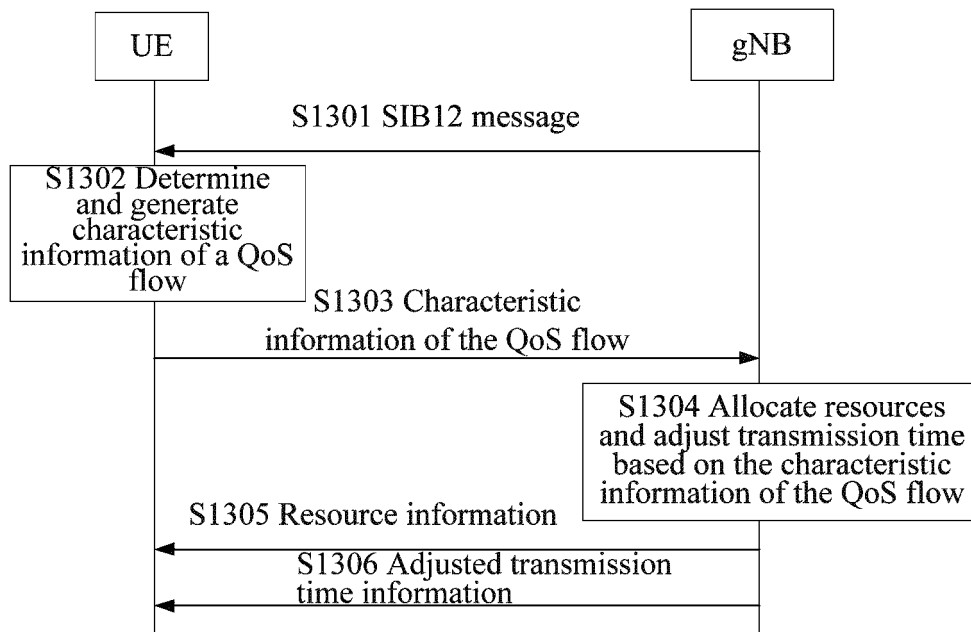 UE
gNB
S1301 SIB12 message
S1302 Determine
and generate
characteristic
information of a QoS
flow
S1303 Characteristic
information of the QoS flow
S1304 Allocate resources
and adjust transmission time
based on the characteristic
information of the QoS flow
S1305 Resource information
S1306 Adjusted transmission
time information